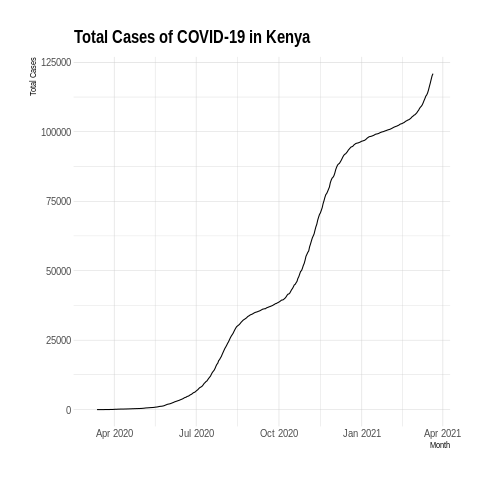 Total Cases of COVID-19 in Kenya
Total Cases
125000
100000
75000
50000
25000
0
Apr 2020 Jul 2020 Oct 2020 Jan 2021 Apr 2021
Month